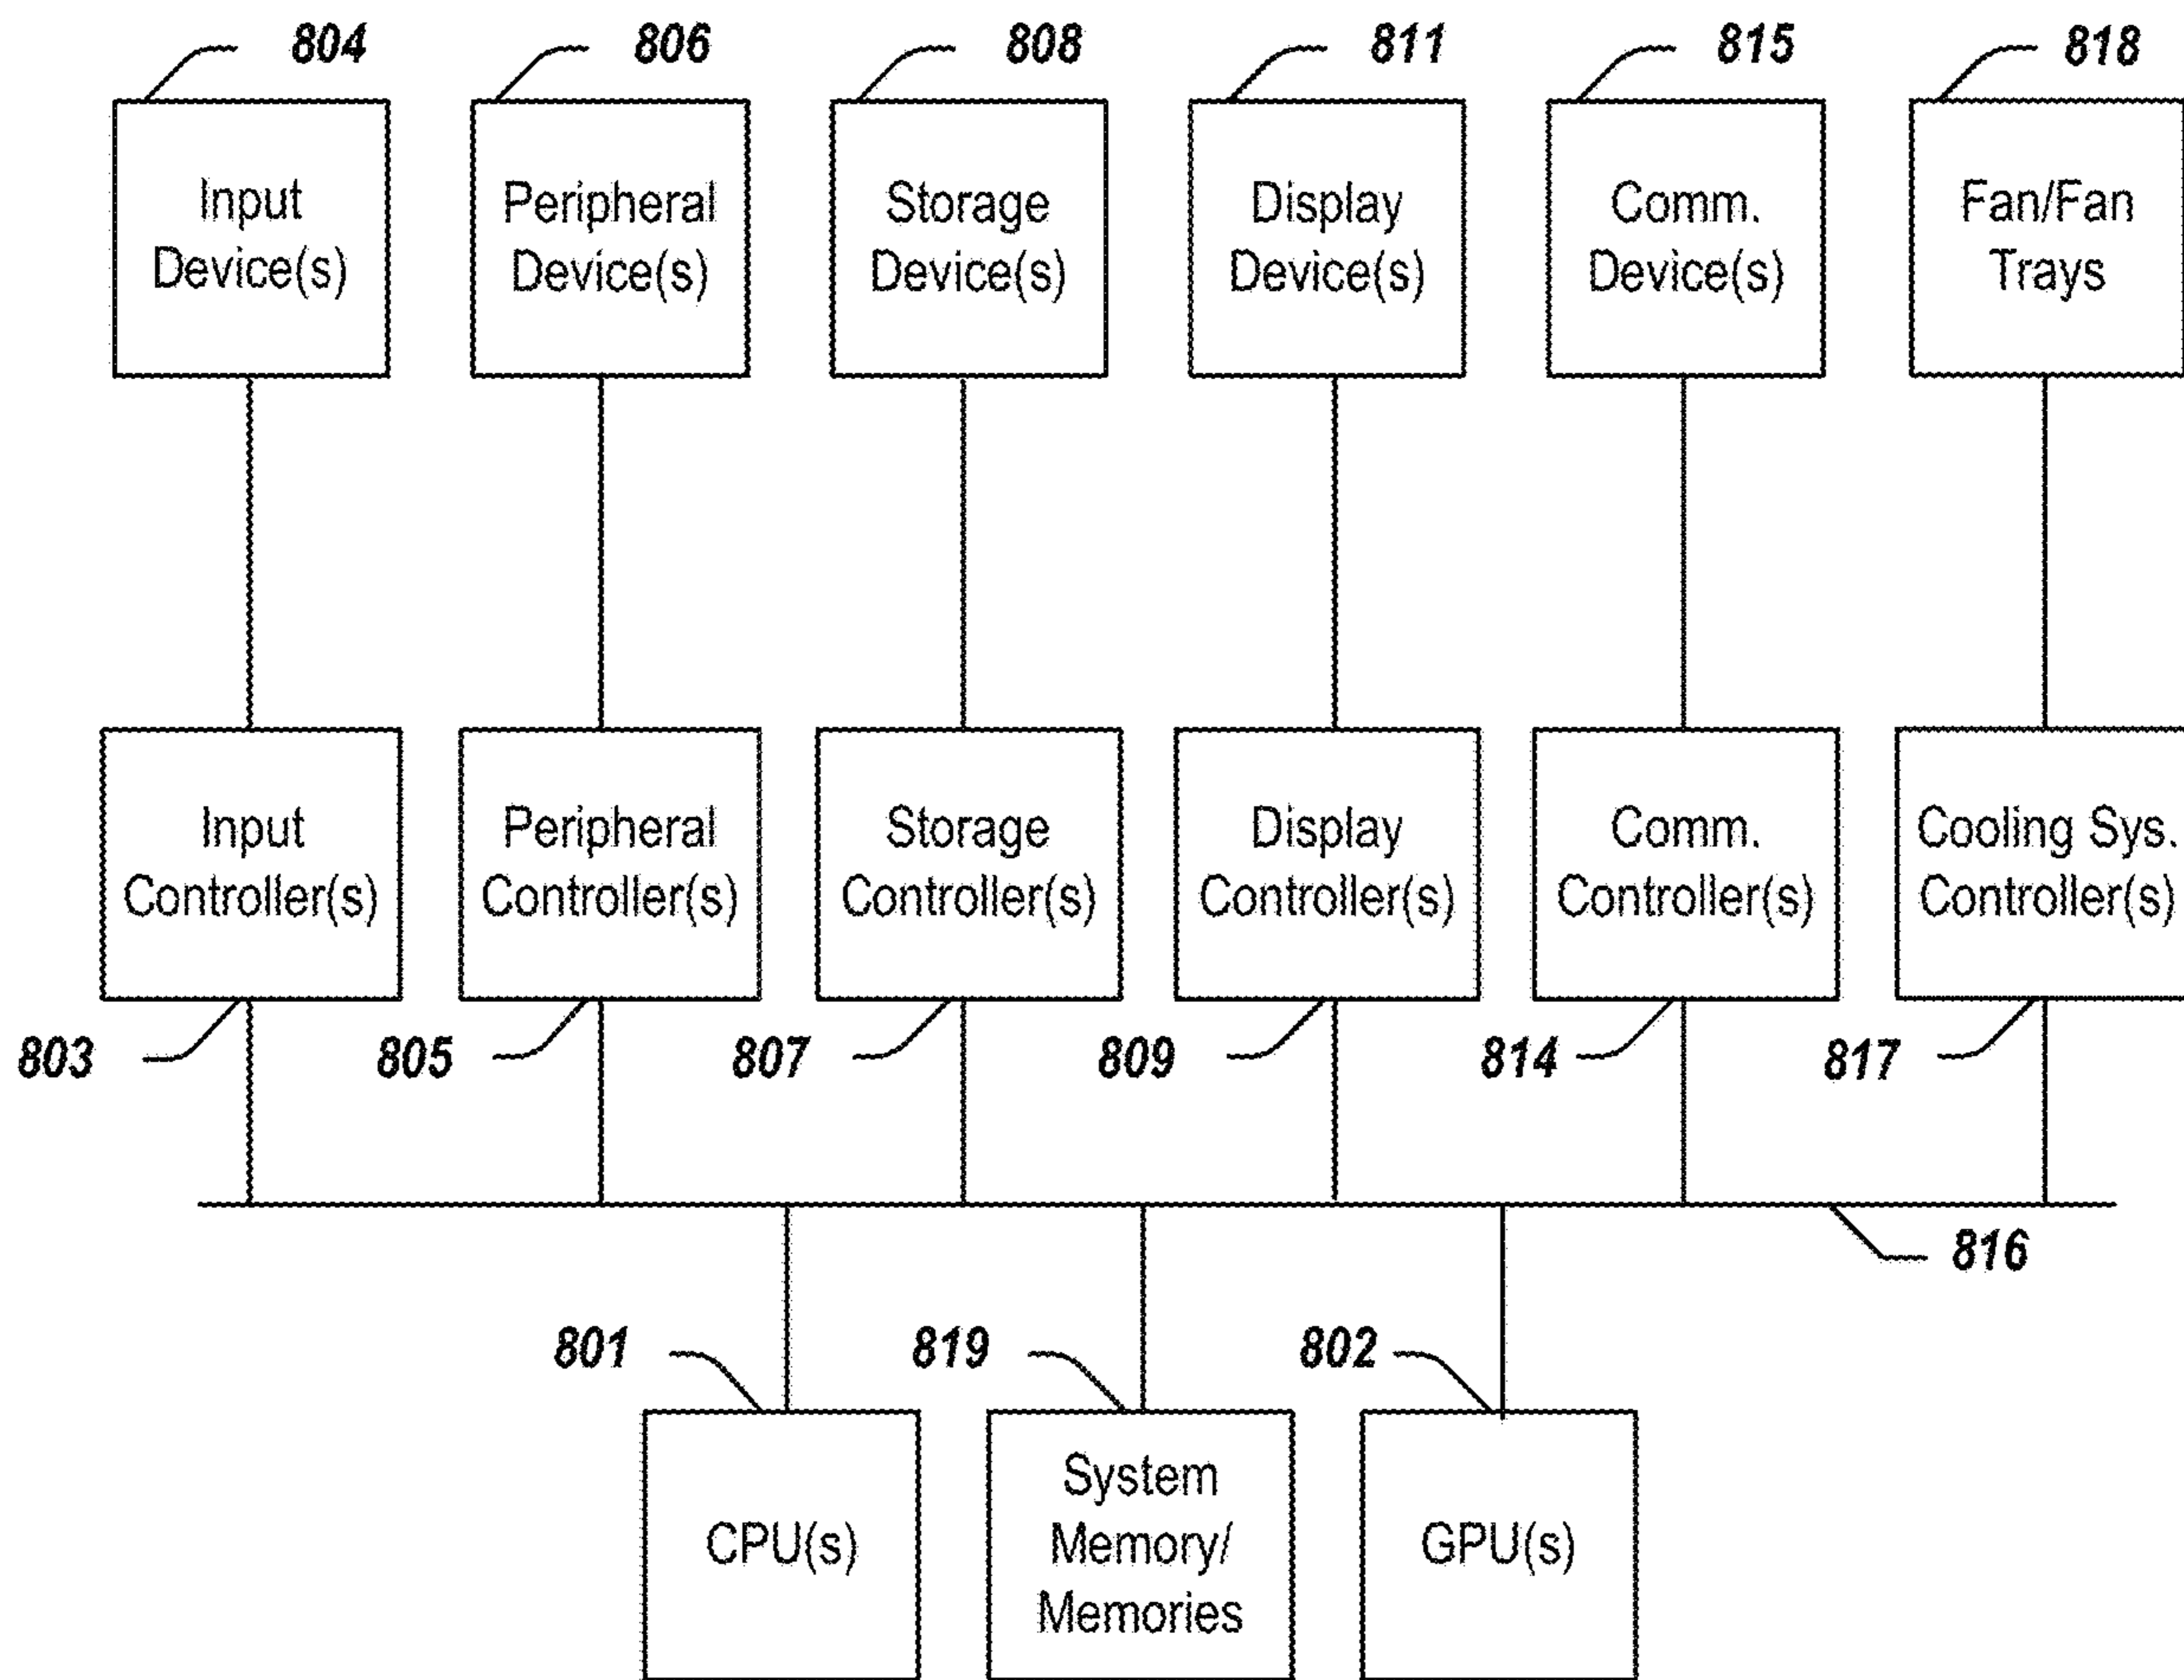 804 806 808 811 815 818
Input Peripheral Storage Display Comm. Fan/Fan
Device(s) Device(s) Device(s) Device(s) Device(s) Trays
Input Peripheral Storage Display Comm. Cooling Sys.
Controller(s) Controller(s) Controller(s) Controller(s) Controller(s) Controller(s)
803 805 807 809 814 817
816
801 819 802
System
CPU(s) Memory/ GPU(s)
Memories